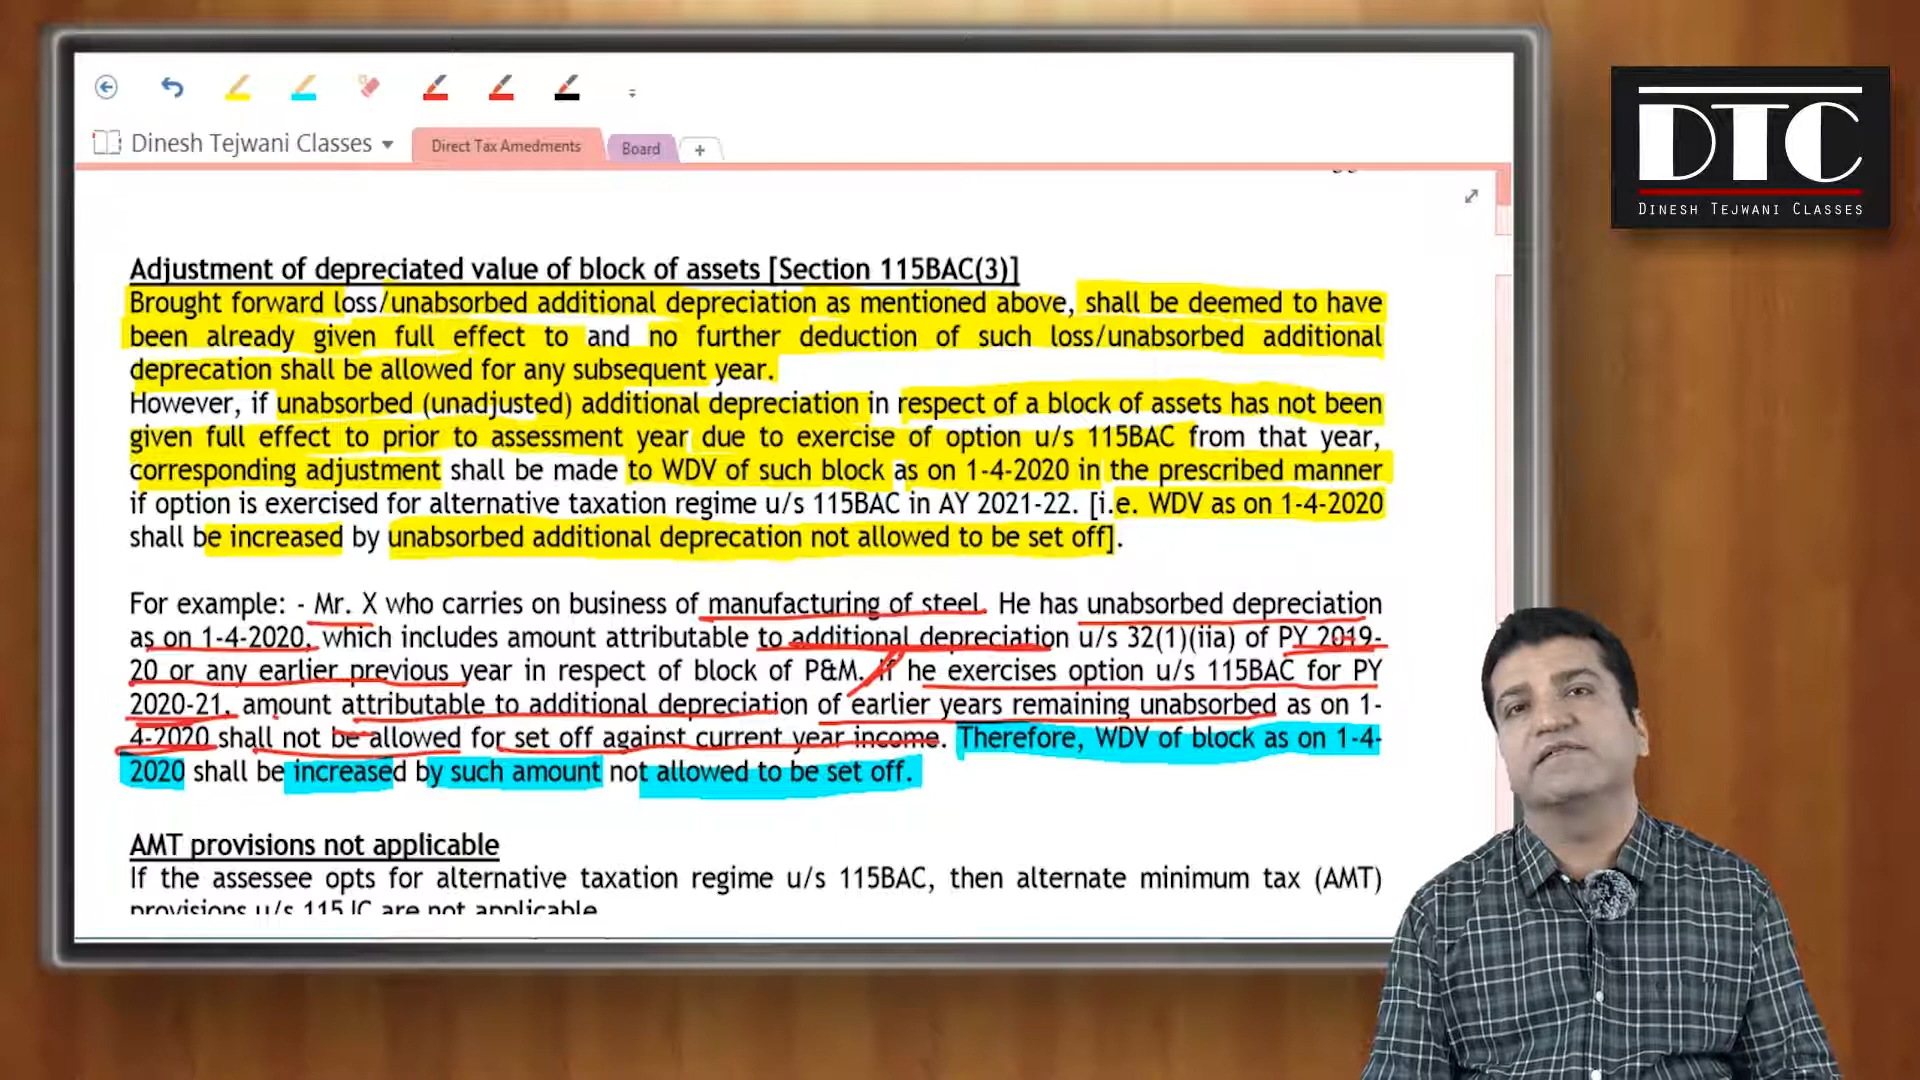 Dinesh Tejwani Classes
Direct Tax Amedments
Board
DTC
DINESH TEJWANI CLASSES
Adjustment of depreciated value of block of assets [Section 115BAC(3)]
Brought forward loss/unabsorbed additional depreciation as mentioned above, shall be deemed to have
been already given full effect to and no further deduction of such loss/unabsorbed additional
deprecation shall be allowed for any subsequent year.
However, if unabsorbed (unadjusted) additional depreciation in respect of a block of assets has not been
given full effect to prior to assessment year due to exercise of option u/s 115BAC from that year,
corresponding adjustment shall be made to WDV of such block as on 1-4-2020 in the prescribed manner
if option is exercised for alternative taxation regime u/s 115BAC in AY 2021-22. [i.e. WDV as on 1-4-2020
shall be increased by unabsorbed additional deprecation not allowed to be set off].
For example: - Mr. X who carries on business of manufacturing of steel. He has unabsorbed depreciation
as on 1-4-2020, which includes amount attributable to additional depreciation u/s 32(1)(iia) of PY 2019-
20 or any earlier previous year in respect of block of P&M. If he exercises option u/s 115BAC for PY
2020-21, amount attributable to additional depreciation of earlier years remaining unabsorbed as on 1-
4-2020 shall not be allowed for set off against current year income. Therefore, WDV of block as on 1-4-
2020 shall be increased by such amount not allowed to be set off.
AMT provisions not applicable
If the assessee opts for alternative taxation regime u/s 115BAC, then alternate minimum tax (AMT)
provisions u/s 115JC are not applicable